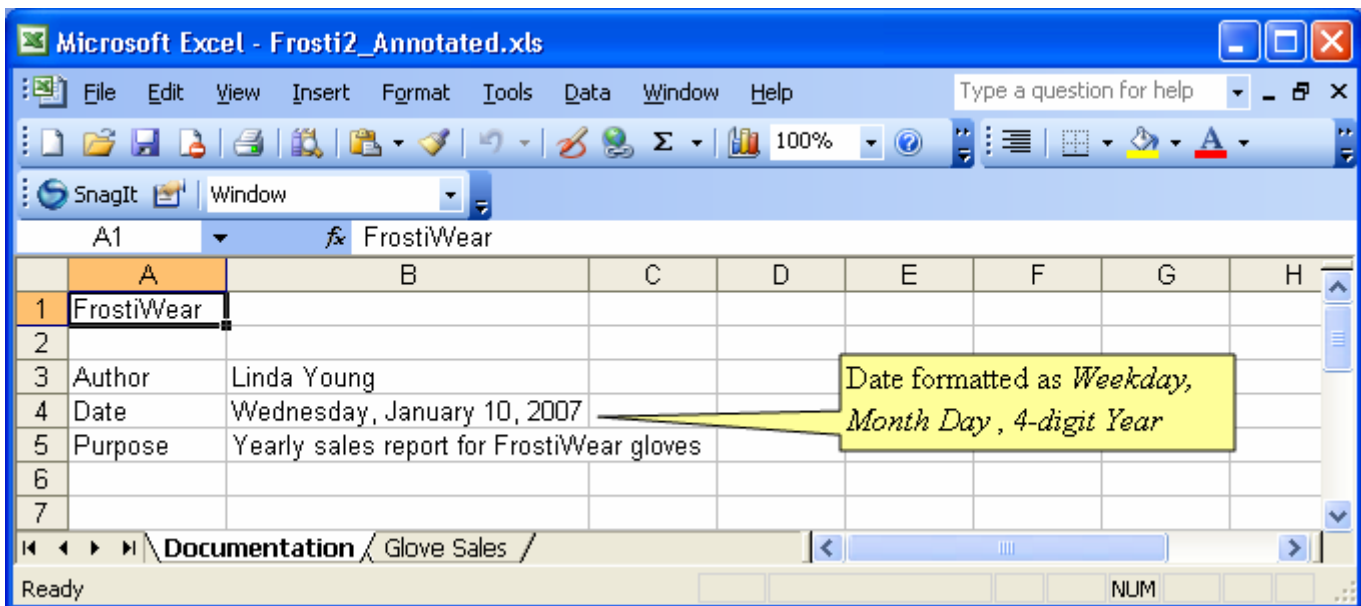 Microsoft Excel - Frosti2_Annotated.xls
File Edit View Insert Format Tools Data Window Help Type a question for help
Σ 100% A
SnagIt Window
A1 fx FrostiWear
A B C D E F G H
1 FrostiWear
2
3 Author Linda Young
4 Date Wednesday, January 10, 2007
5 Purpose Yearly sales report for FrostiWear gloves
6
7
Date formatted as Weekday,
Month Day , 4-digit Year
Documentation Glove Sales
Ready NUM